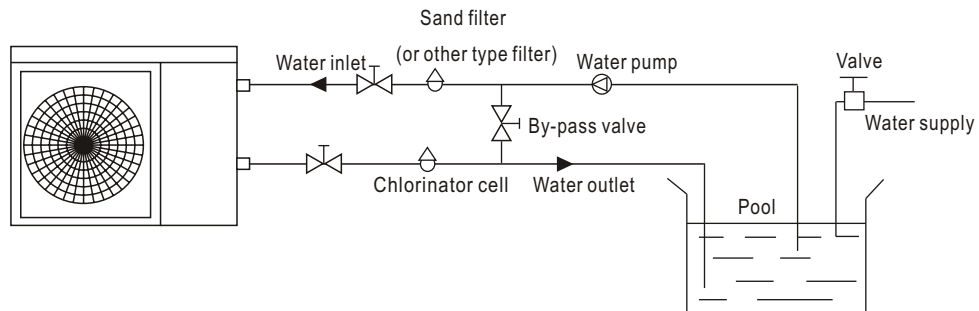 Sand filter
(or other type filter)
Water inlet
Water pump
Valve
Water supply
By-pass valve
Chlorinator cell
Water outlet
Pool